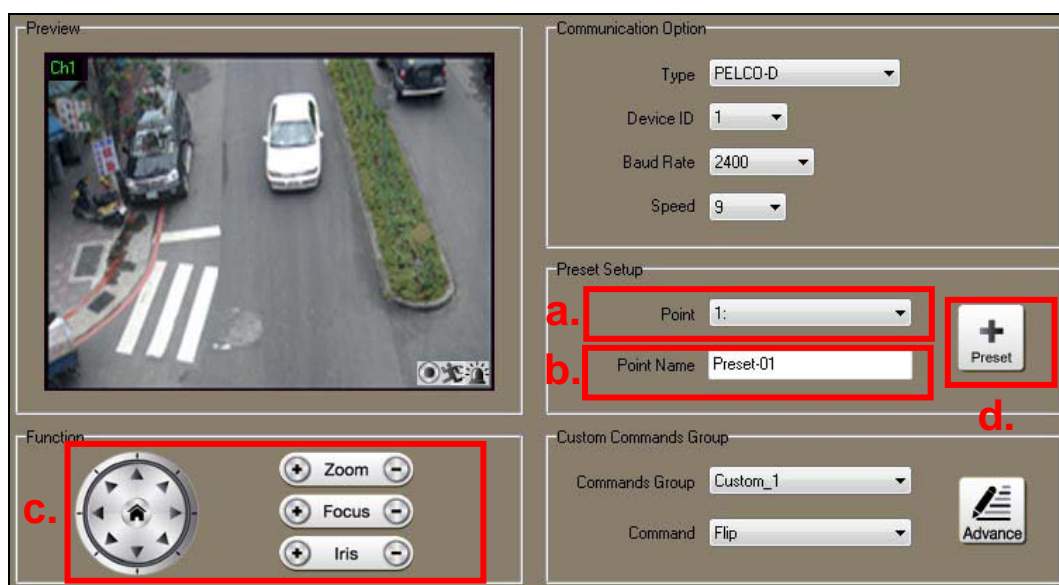 Preview
Ch1
Communication Option
Type PELCO-D
Device ID 1
Baud Rate 2400
Speed 9
Preset Setup
a.
Point 1:
b.
Point Name Preset-01
Preset
d.
Function
c.
Zoom
Focus
Iris
Custom Commands Group
Commands Group Custom_1
Command Flip
Advance